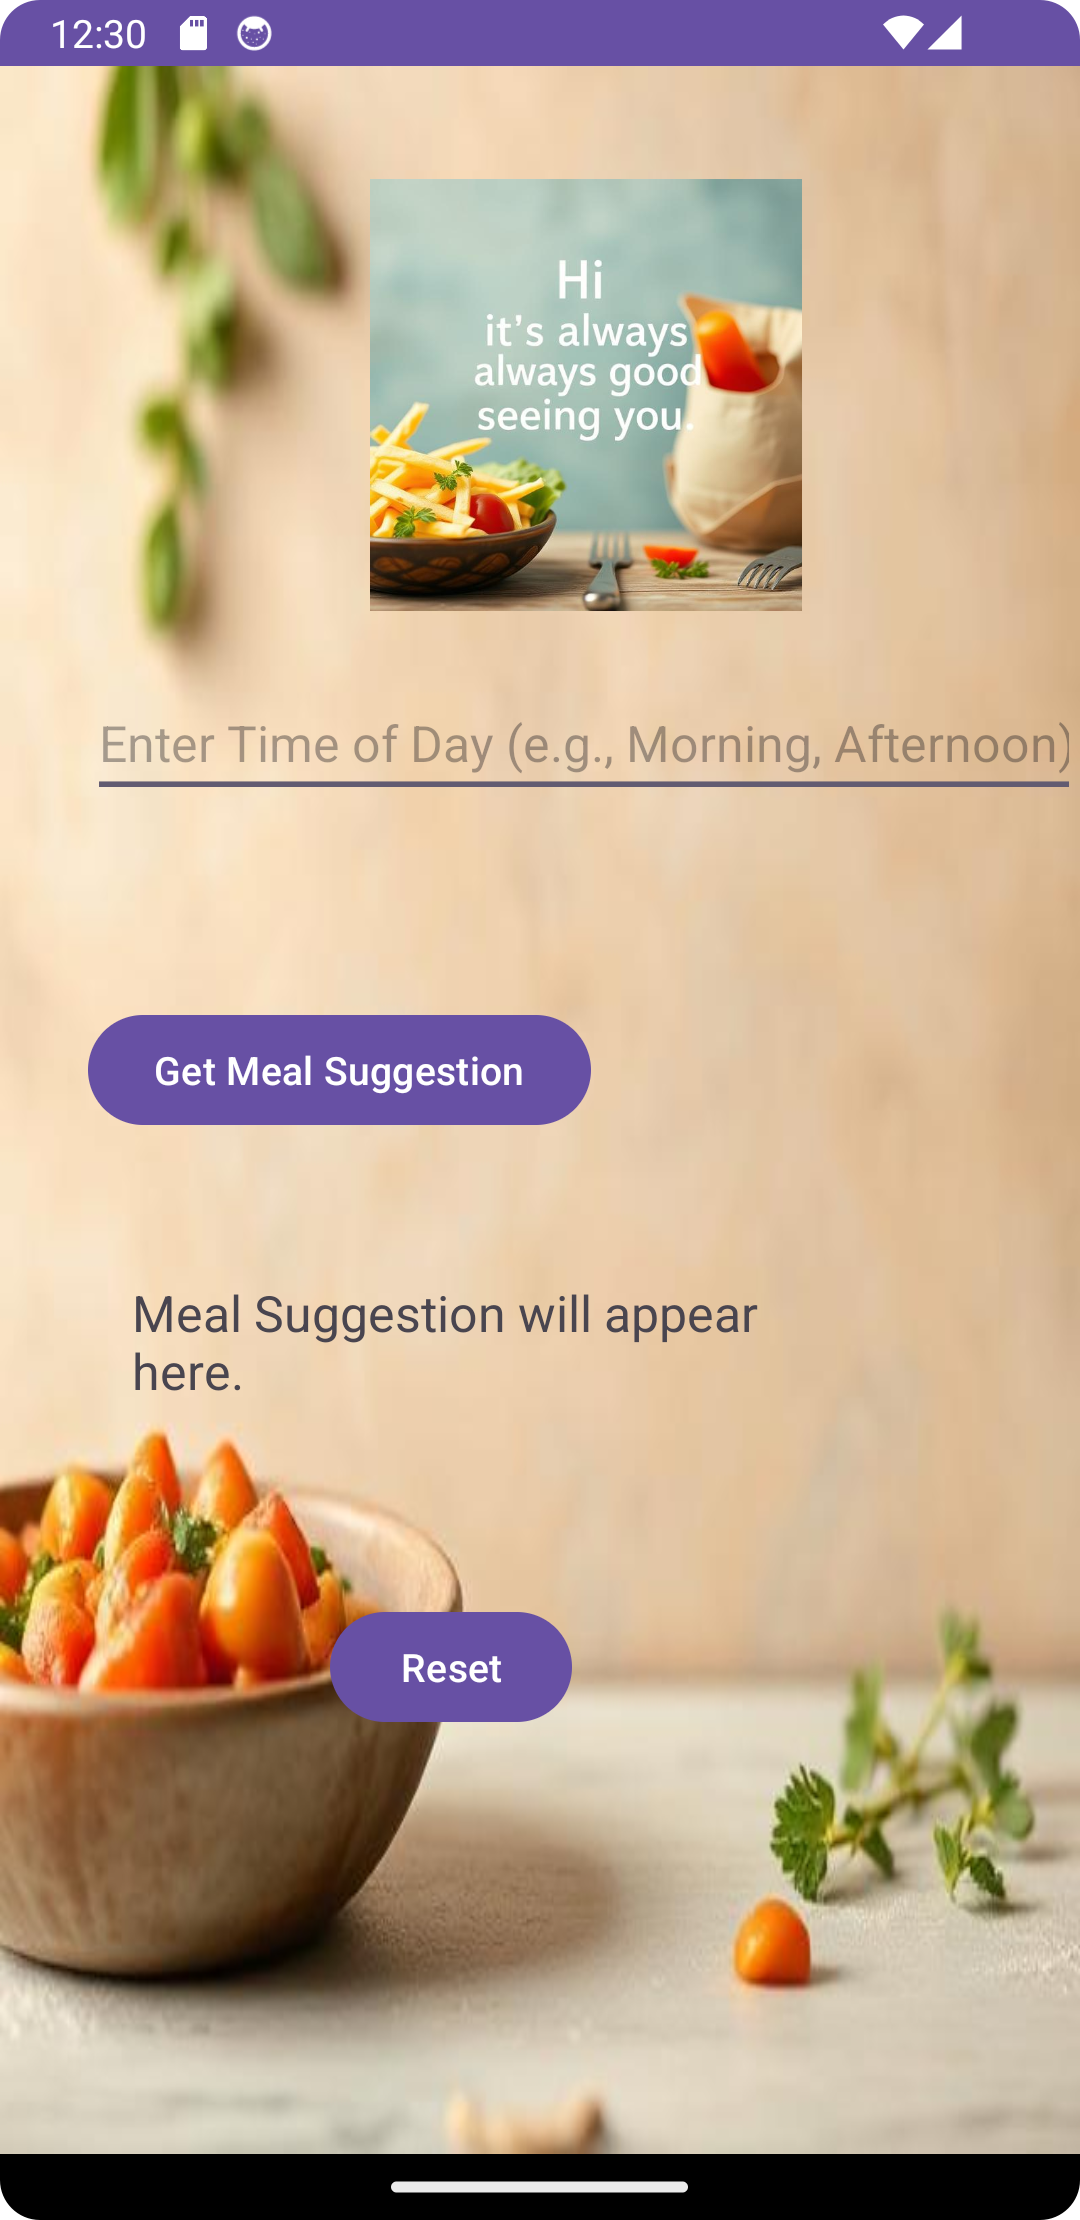 12:30
Hi
it's always
always good
seeing you.
Enter Time of Day (e.g., Morning, Afternoon)
Get Meal Suggestion
Meal Suggestion will appear
here.
Reset